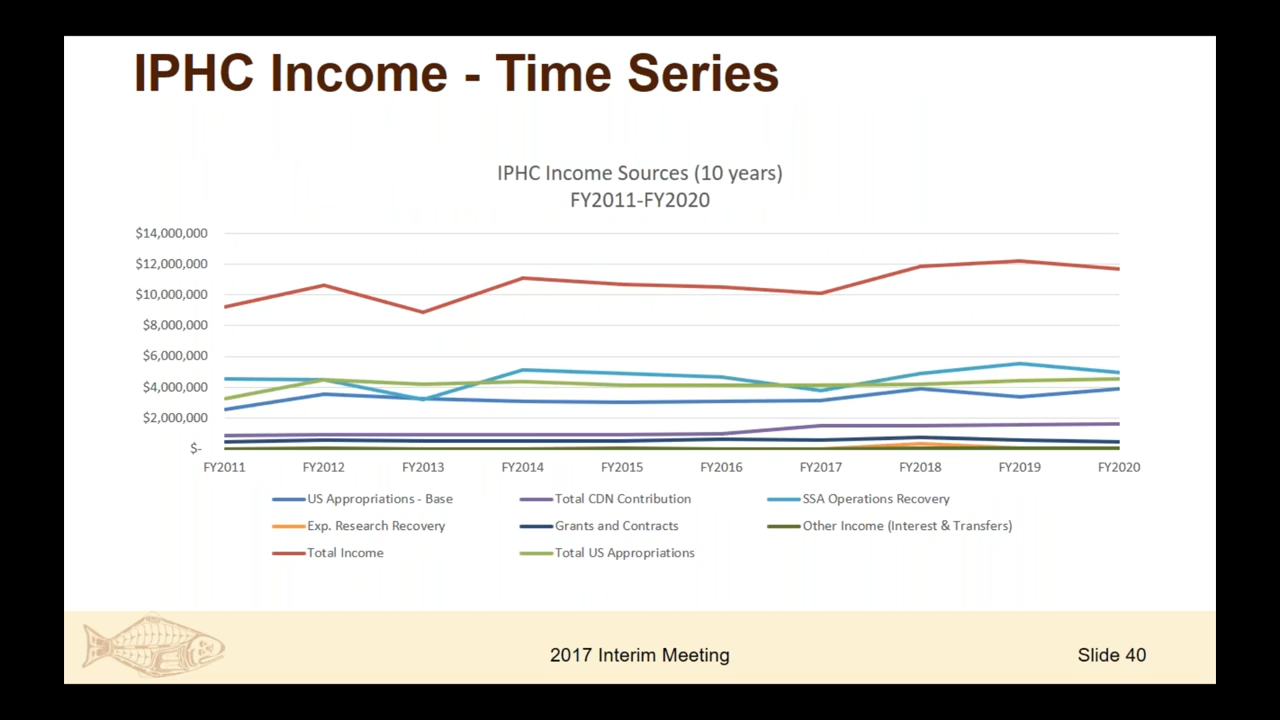 IPHC Income - Time Series
IPHC Income Sources (10 years)
FY2011-FY2020
$14,000,000
$12,000,000
$10,000,000
$8,000,000
$6,000,000
$4,000,000
$2,000,000
$-
FY2011 FY2012 FY2013 FY2014 FY2015 FY2016 FY2017 FY2018 FY2019 FY2020
US Appropriations - Base Total CDN Contribution SSA Operations Recovery
Exp. Research Recovery Grants and Contracts Other Income (Interest & Transfers)
Total Income Total US Appropriations
2017 Interim Meeting Slide 40